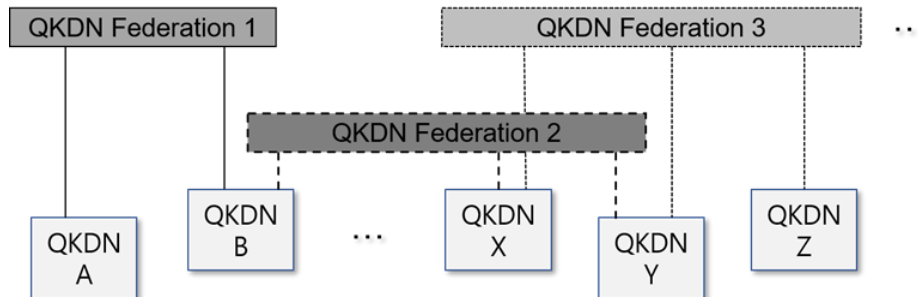 QKDN Federation 1
QKDN Federation 3
..
QKDN Federation 2
QKDN
A
QKDN
B
...
QKDN
X
QKDN
Y
QKDN
Z